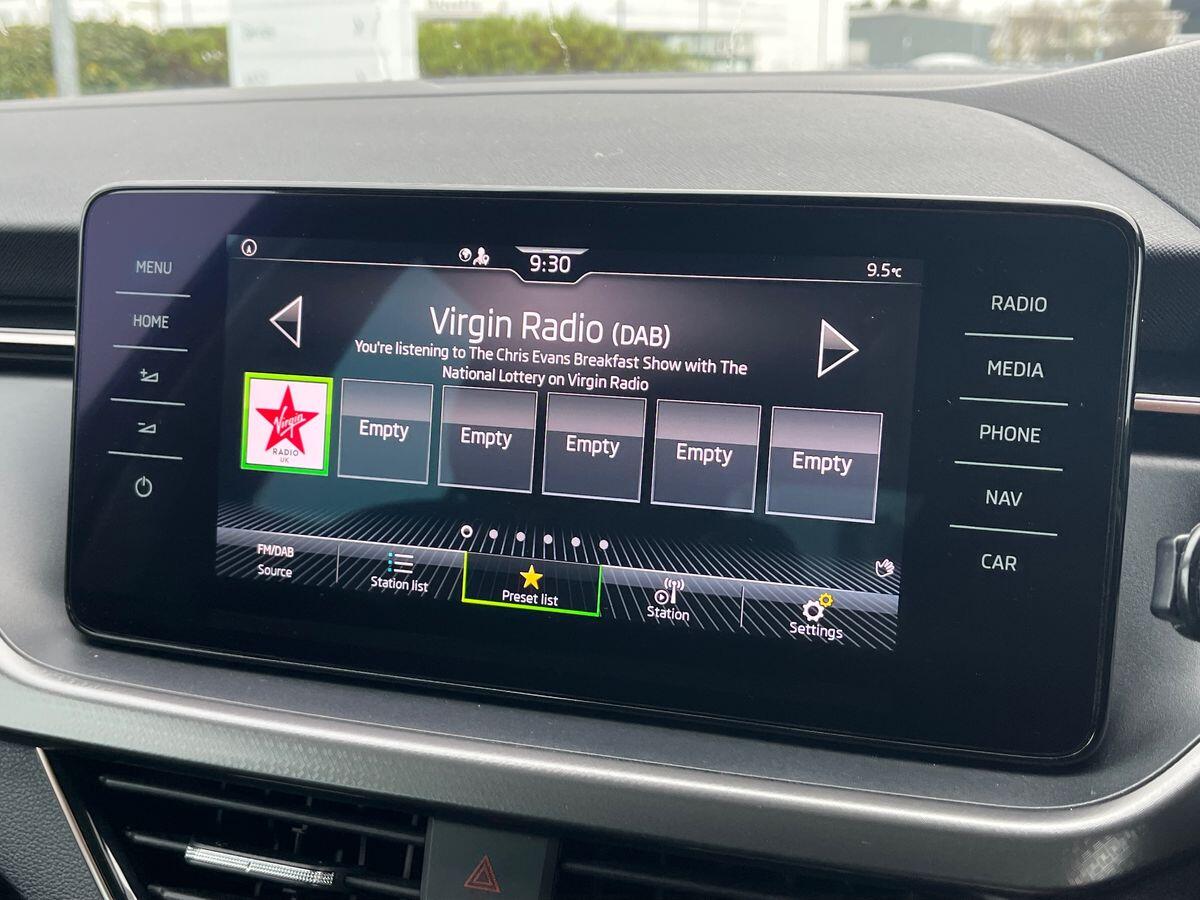 MENU
HOME
9:30
9.5°C
Virgin Radio (DAB)
You're listening to The Chris Evans Breakfast Show with The
National Lottery on Virgin Radio
Virgin
RADIO
UK
Empty
Empty
Empty
Empty
Empty
FM/DAB
Source
Station list
Preset list
Station
Settings
RADIO
MEDIA
PHONE
NAV
CAR